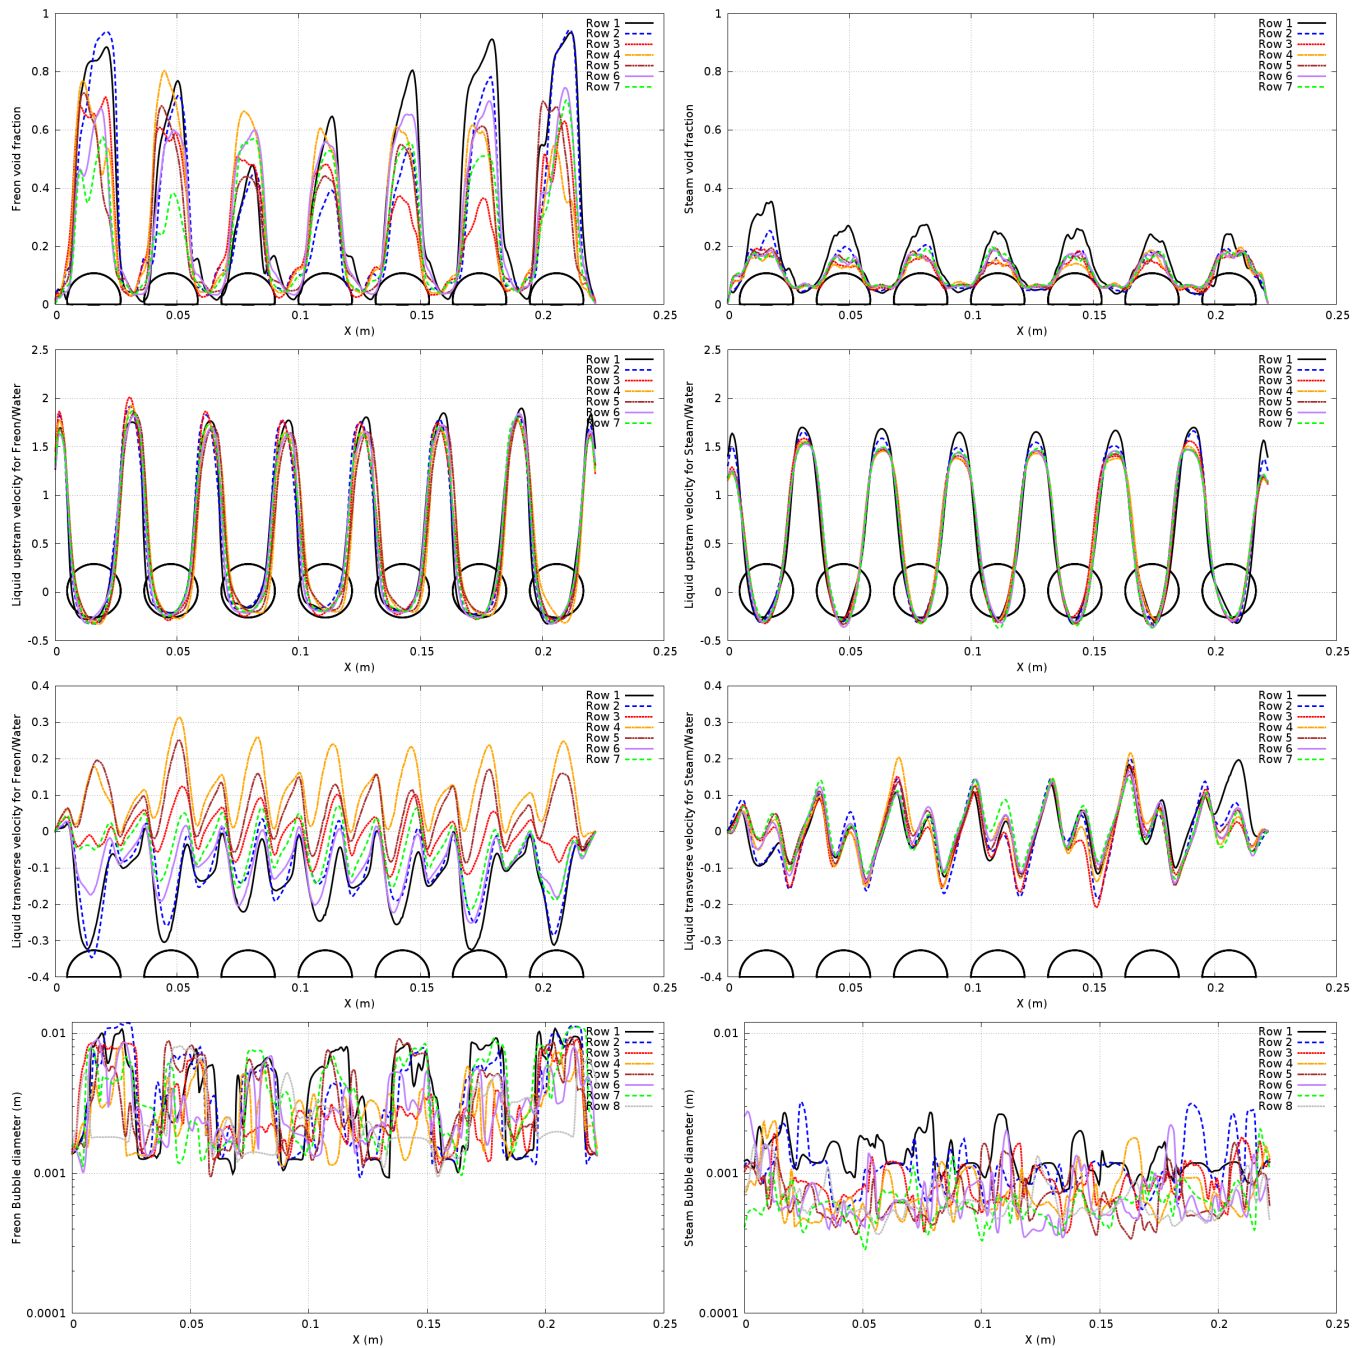 Freon void fraction
1
0.8
0.6
0.4
0.2
0
0
0.05
0.1
0.15
0.2
0.25
X (m)
Row 1
Row 2
Row 3
Row 4
Row 5
Row 6
Row 7
Steam void fraction
1
0.8
0.6
0.4
0.2
0
0
0.05
0.1
0.15
0.2
0.25
X (m)
Row 1
Row 2
Row 3
Row 4
Row 5
Row 6
Row 7
Liquid upstram velocity for Freon/Water
2.5
2
1.5
1
0.5
0
-0.5
0
0.05
0.1
0.15
0.2
0.25
X (m)
Row 1
Row 2
Row 3
Row 4
Row 5
Row 6
Row 7
Liquid upstram velocity for Steam/Water
2.5
2
1.5
1
0.5
0
-0.5
0
0.05
0.1
0.15
0.2
0.25
X (m)
Row 1
Row 2
Row 3
Row 4
Row 5
Row 6
Row 7
Liquid transverse velocity for Freon/Water
0.4
0.3
0.2
0.1
0
-0.1
-0.2
-0.3
-0.4
0
0.05
0.1
0.15
0.2
0.25
X (m)
Row 1
Row 2
Row 3
Row 4
Row 5
Row 6
Row 7
Liquid transverse velocity for Steam/Water
0.4
0.3
0.2
0.1
0
-0.1
-0.2
-0.3
-0.4
0
0.05
0.1
0.15
0.2
0.25
X (m)
Row 1
Row 2
Row 3
Row 4
Row 5
Row 6
Row 7
Freon Bubble diameter (m)
0.01
0.001
0.0001
0
0.05
0.1
0.15
0.2
0.25
X (m)
Row 1
Row 2
Row 3
Row 4
Row 5
Row 6
Row 7
Row 8
Steam Bubble diameter (m)
0.01
0.001
0.0001
0
0.05
0.1
0.15
0.2
0.25
X (m)
Row 1
Row 2
Row 3
Row 4
Row 5
Row 6
Row 7
Row 8